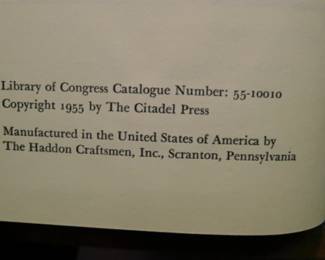 Library of Congress Catalogue Number: 55-10010
Copyright 1955 by The Citadel Press
Manufactured in the United States of America by
The Haddon Craftsmen, Inc., Scranton, Pennsylvania